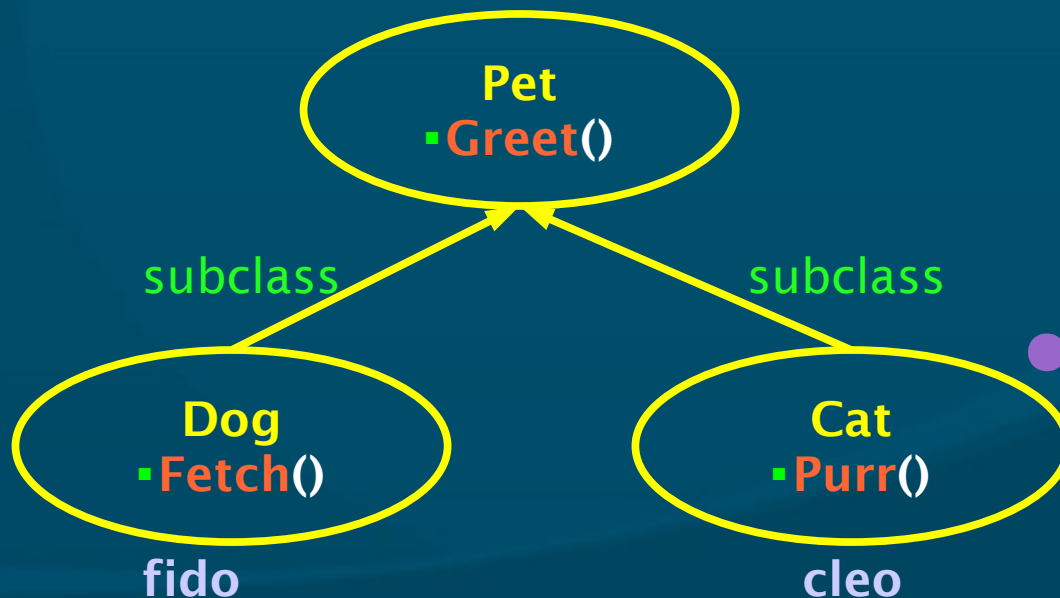 Pet
▪Greet()
subclass
subclass
Dog
▪Fetch()
Cat
▪Purr()
fido
cleo